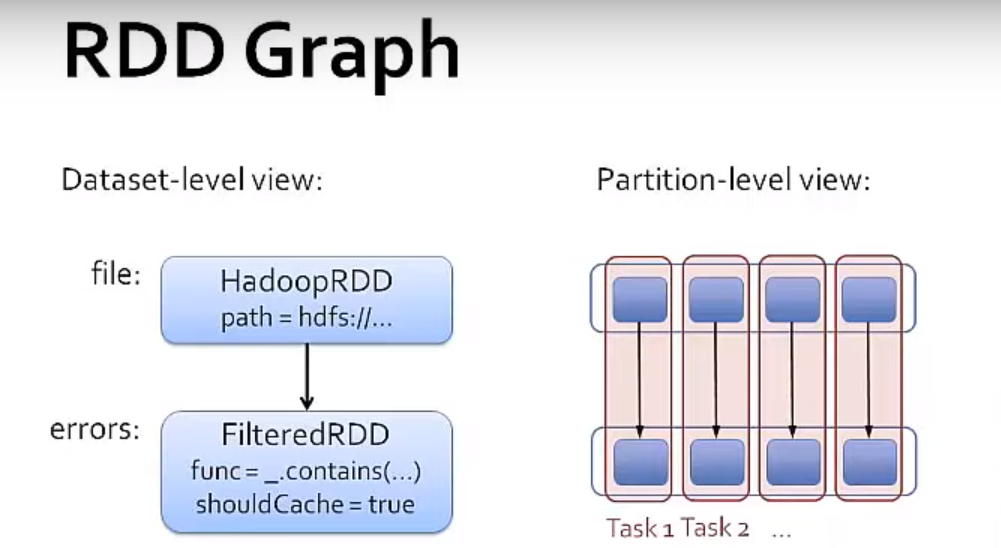 RDD Graph
Dataset-level view:
file:
HadoopRDD
path = hdfs://...
errors:
FilteredRDD
func = _.contains(...)
shouldCache = true
Partition-level view:
Task 1 Task 2 ...